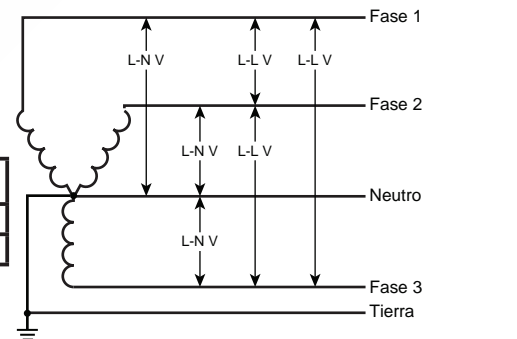 Fase 1
L-N V L-L V L-L V
Fase 2
L-N V L-L V
Neutro
L-N V
Fase 3
Tierra